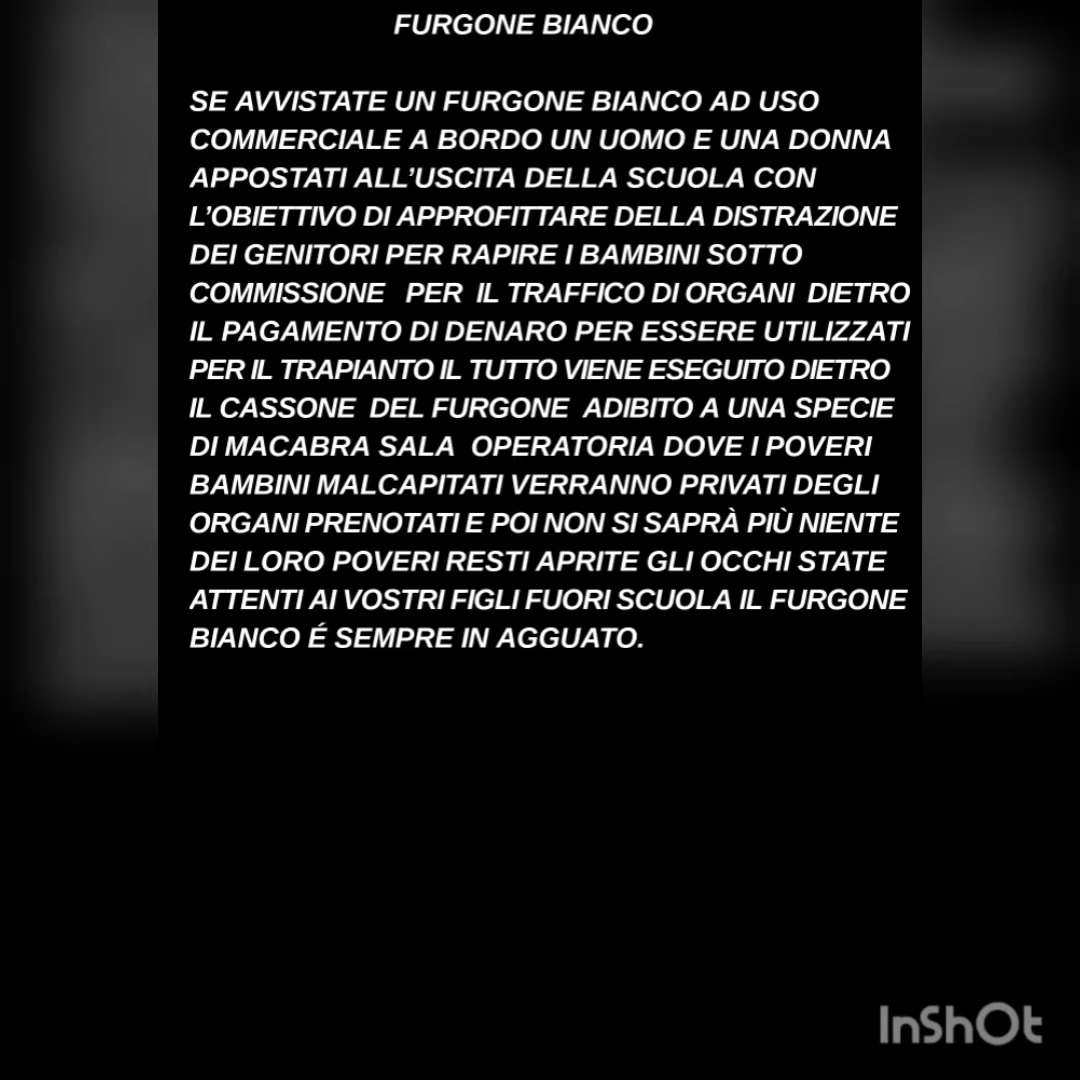 FURGONE BIANCO
SE AVVISTATE UN FURGONE BIANCO AD USO
COMMERCIALE A BORDO UN UOMO E UNA DONNA
APPOSTATI ALL’USCITA DELLA SCUOLA CON
L’OBIETTIVO DI APPROFITTARE DELLA DISTRAZIONE
DEI GENITORI PER RAPIRE I BAMBINI SOTTO
COMMISSIONE PER IL TRAFFICO DI ORGANI DIETRO
IL PAGAMENTO DI DENARO PER ESSERE UTILIZZATI
PER IL TRAPIANTO IL TUTTO VIENE ESEGUITO DIETRO
IL CASSONE DEL FURGONE ADIBITO A UNA SPECIE
DI MACABRA SALA OPERATORIA DOVE I POVERI
BAMBINI MALCAPITATI VERRANNO PRIVATI DEGLI
ORGANI PRENOTATI E POI NON SI SAPRÀ PIÙ NIENTE
DEI LORO POVERI RESTI APRITE GLI OCCHI STATE
ATTENTI AI VOSTRI FIGLI FUORI SCUOLA IL FURGONE
BIANCO É SEMPRE IN AGGUATO.
InShOt